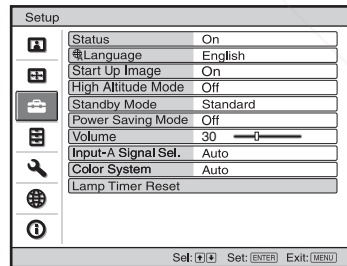 Setup
Status On
Language English
Start Up Image On
High Altitude Mode Off
Standby Mode Standard
Power Saving Mode Off
Volume 30
Input-A Signal Sel. Auto
Color System Auto
Lamp Timer Reset
Sel: Set: ENTER Exit: MENU